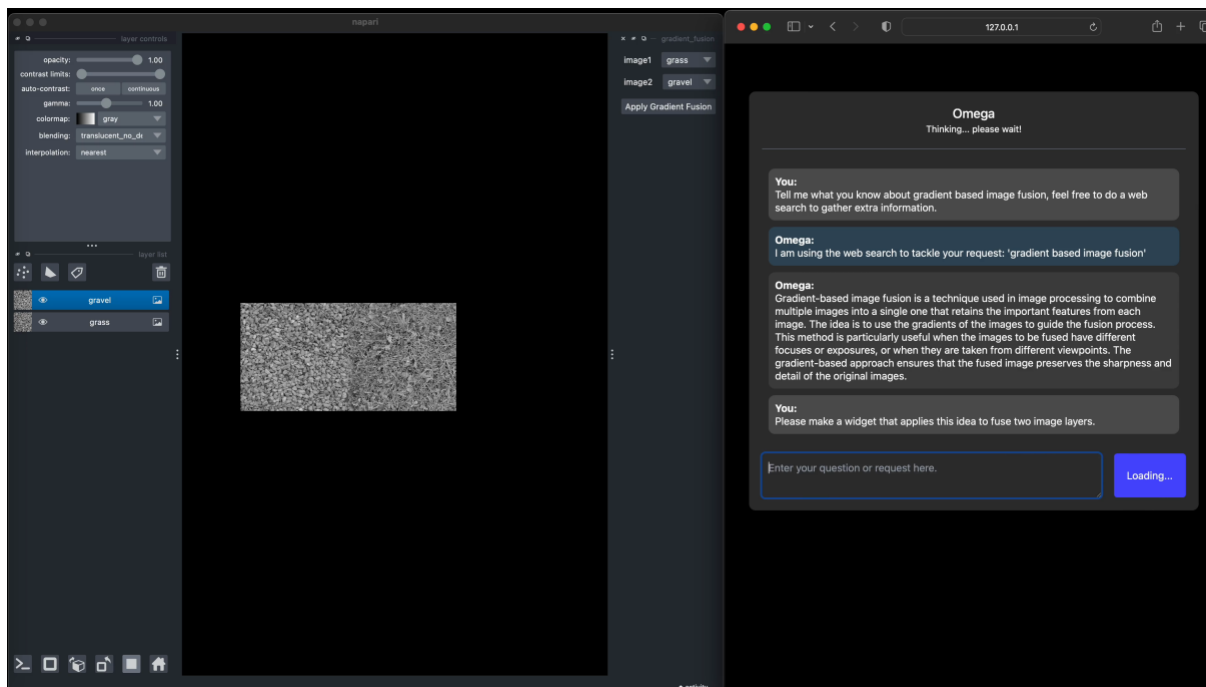 napari
layer controls
opacity: 1.00
contrast limits:
auto-contrast: once continuous
gamma: 1.00
colormap: gray
blending: translucent_no_de
interpolation: nearest
layer list
gravel
grass
gradient_fusion
image1 grass
image2 gravel
Apply Gradient Fusion
activity
127.0.0.1
Omega
Thinking... please wait!
You:
Tell me what you know about gradient based image fusion, feel free to do a web
search to gather extra information.
Omega:
I am using the web search to tackle your request: 'gradient based image fusion'
Omega:
Gradient-based image fusion is a technique used in image processing to combine
multiple images into a single one that retains the important features from each
image. The idea is to use the gradients of the images to guide the fusion process.
This method is particularly useful when the images to be fused have different
focuses or exposures, or when they are taken from different viewpoints. The
gradient-based approach ensures that the fused image preserves the sharpness and
detail of the original images.
You:
Please make a widget that applies this idea to fuse two image layers.
Enter your question or request here.
Loading...